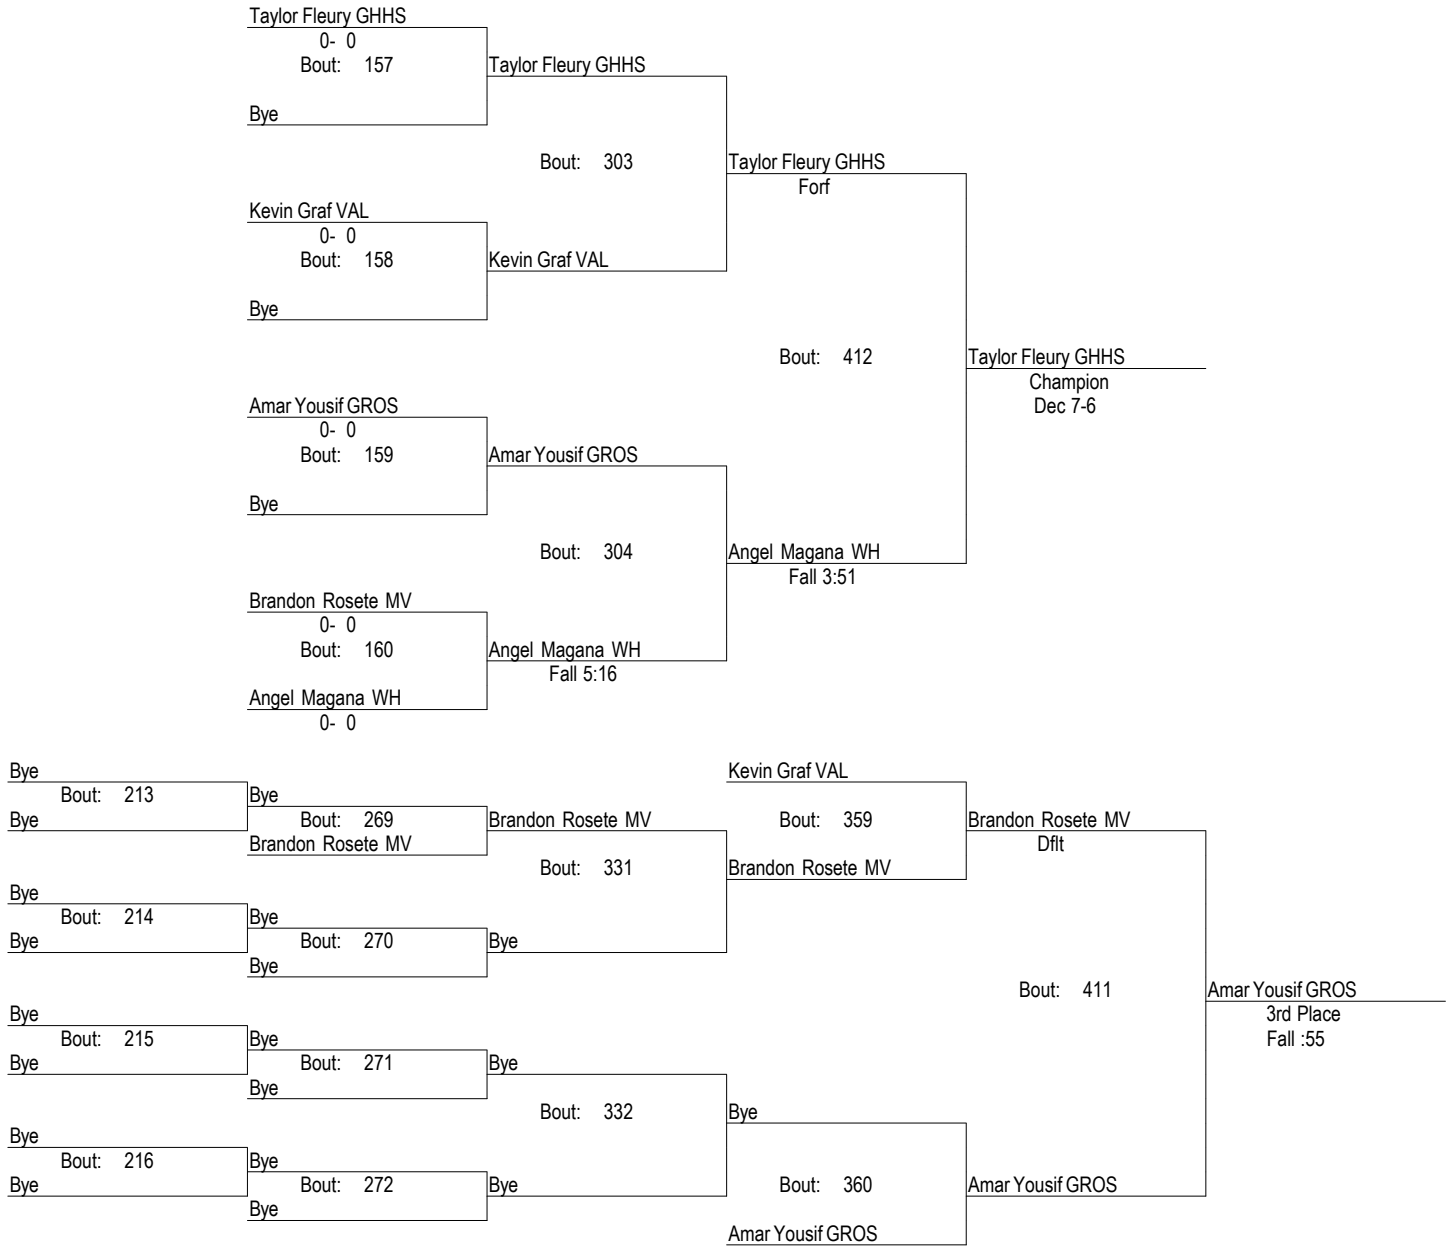 Taylor Fleury GHHS
0- 0
Bout: 157
Taylor Fleury GHHS
Bye
Bout: 303
Taylor Fleury GHHS
Forf
Kevin Graf VAL
0- 0
Bout: 158
Kevin Graf VAL
Bye
Bout: 412
Taylor Fleury GHHS
Champion
Dec 7-6
Amar Yousif GROS
0- 0
Bout: 159
Amar Yousif GROS
Bye
Bout: 304
Angel Magana WH
Fall 3:51
Brandon Rosete MV
0- 0
Bout: 160
Angel Magana WH
Fall 5:16
Angel Magana WH
0- 0
Bye
Kevin Graf VAL
Bout: 213
Bye
Bye
Bout: 269
Brandon Rosete MV
Bout: 359
Brandon Rosete MV
Brandon Rosete MV
Dflt
Bout: 331
Brandon Rosete MV
Bye
Bout: 214
Bye
Bye
Bout: 270
Bye
Bye
Bout: 411
Amar Yousif GROS
3rd Place
Fall :55
Bye
Bout: 215
Bye
Bye
Bout: 271
Bye
Bye
Bout: 332
Bye
Bye
Bout: 216
Bye
Bye
Bout: 272
Bye
Bout: 360
Amar Yousif GROS
Bye
Amar Yousif GROS